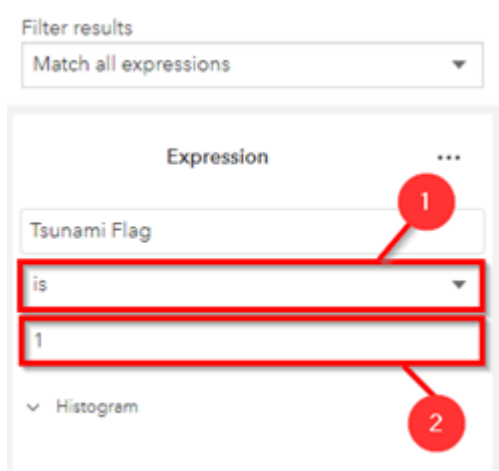 Filter results
Match all expressions
Expression
1
Tsunami Flag
is
1
Histogram
2